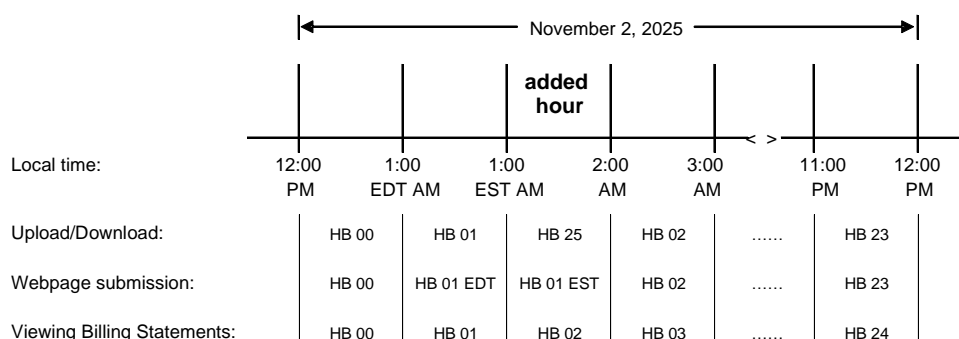 November 2, 2025
added
hour
< >
Local time: 12:00 1:00 1:00 2:00 3:00 11:00 12:00
PM EDT AM EST AM AM AM PM PM
Upload/Download: HB 00 HB 01 HB 25 HB 02 …… HB 23
Webpage submission: HB 00 HB 01 EDT HB 01 EST HB 02 …… HB 23
Viewing Billing Statements: HB 00 HB 01 HB 02 HB 03 …… HB 24